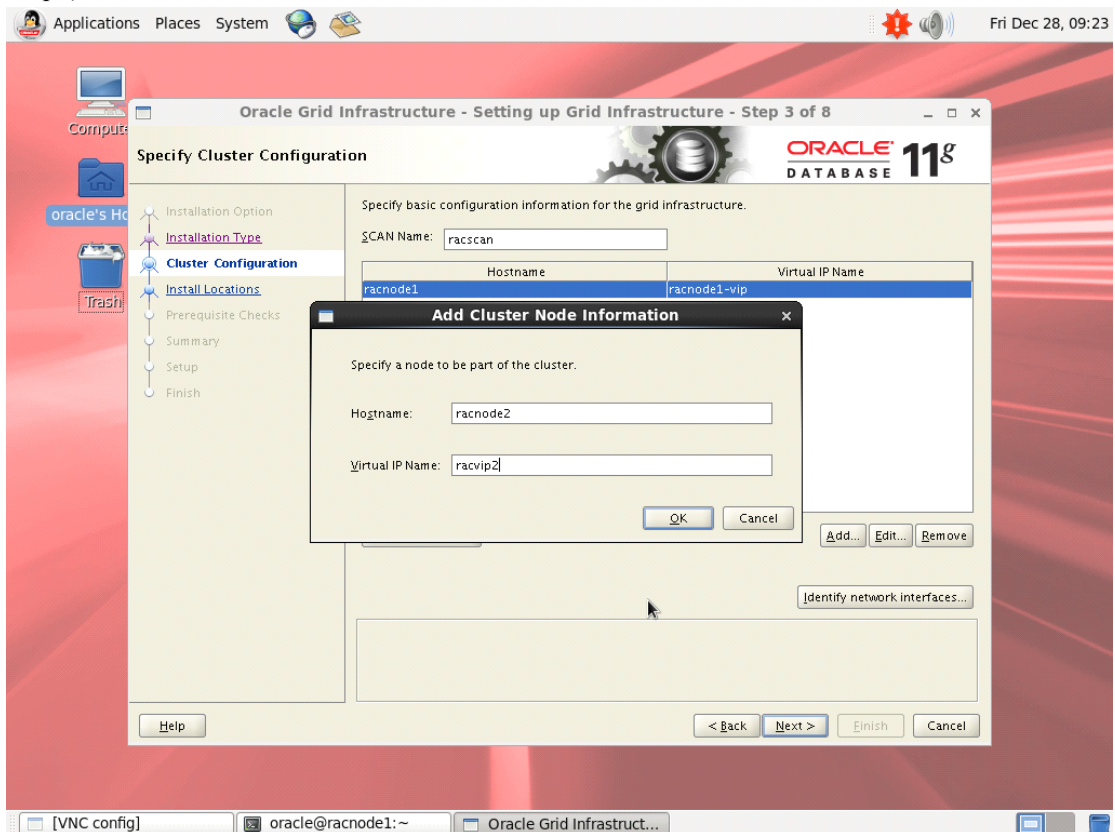 Applications Places System
Fri Dec 28, 09:23
Oracle Grid Infrastructure - Setting up Grid Infrastructure - Step 3 of 8
Specify Cluster Configuration
ORACLE
DATABASE
11g
oracle's Ho
Trash
Installation Option
Installation Type
Cluster Configuration
Install Locations
Prerequisite Checks
Summary
Setup
Finish
Specify basic configuration information for the grid infrastructure.
SCAN Name: racscan
Hostname Virtual IP Name
racnode1 racnode1-vip
Add Cluster Node Information
Specify a node to be part of the cluster.
Hostname: racnode2
Virtual IP Name: racvip2
OK Cancel
Add... Edit... Remove
Identify network interfaces...
Help
< Back Next > Finish Cancel
[VNC config] oracle@racnode1:~ Oracle Grid Infrastruct...